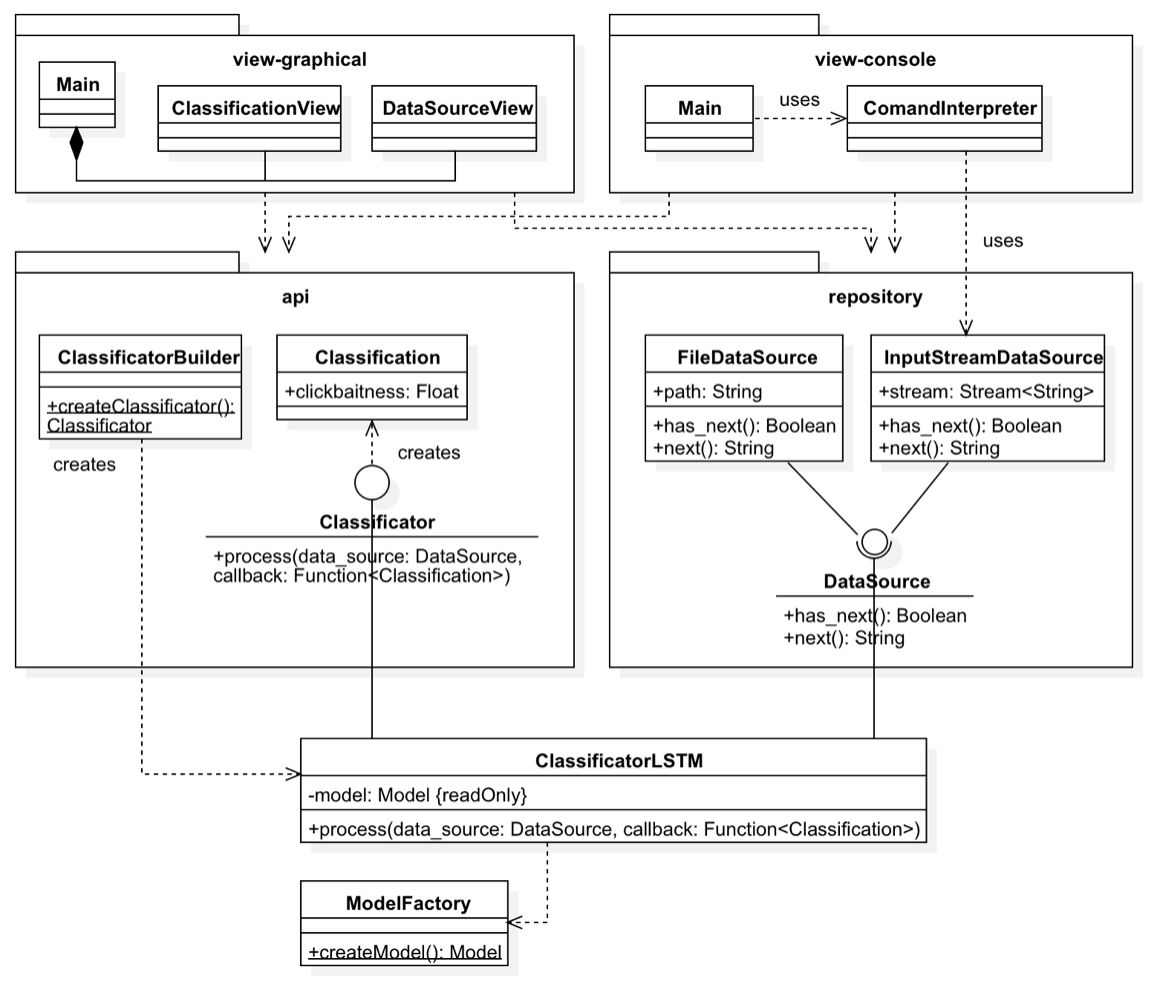 view-graphical
Main
ClassificationView
DataSourceView
view-console
Main
uses
ComandInterpreter
uses
api
ClassificatorBuilder
+createClassificator():
Classificator
creates
Classification
+clickbaitness: Float
creates
Classificator
+process(data_source: DataSource,
callback: Function<Classification>)
repository
FileDataSource
+path: String
+has_next(): Boolean
+next(): String
InputStreamDataSource
+stream: Stream<String>
+has_next(): Boolean
+next(): String
DataSource
+has_next(): Boolean
+next(): String
ClassificatorLSTM
-model: Model {readOnly}
+process(data_source: DataSource, callback: Function<Classification>)
ModelFactory
+createModel(): Model